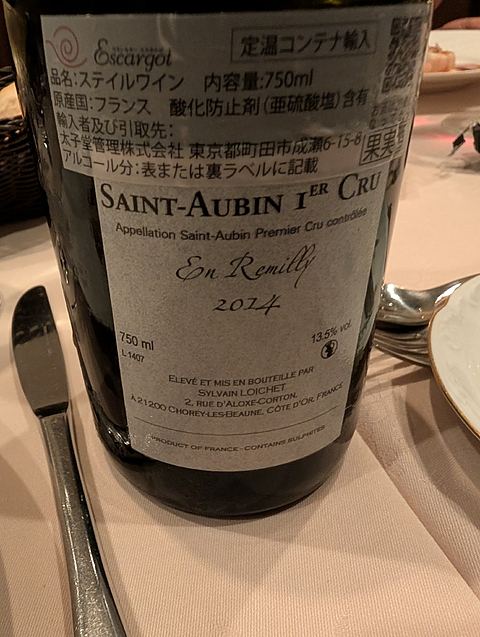 Escargot
定温コンテナ輸入
品名:スティルワイン 内容量:750ml
原産国:フランス 酸化防止剤(亜硫酸塩)含有
輸入者及び引取先:
太子堂管理株式会社 東京都町田市成瀬6-15-8
アルコール分:表または裏ラベルに記載
果実
SAINT-AUBIN 1ER CRU
Appellation Saint-Aubin Premier Cru contrôlée
En Remilly
2014
750 ml
13.5% vol.
L 1407
ELEVÉ ET MIS EN BOUTEILLE PAR
SYLVAIN LOICHET
2, RUE D'ALOXE-CORTON,
A 21200 CHOREY-LES-BEAUNE, CÔTE D'OR, FRANCE
PRODUCT OF FRANCE - CONTAINS SULPHITES